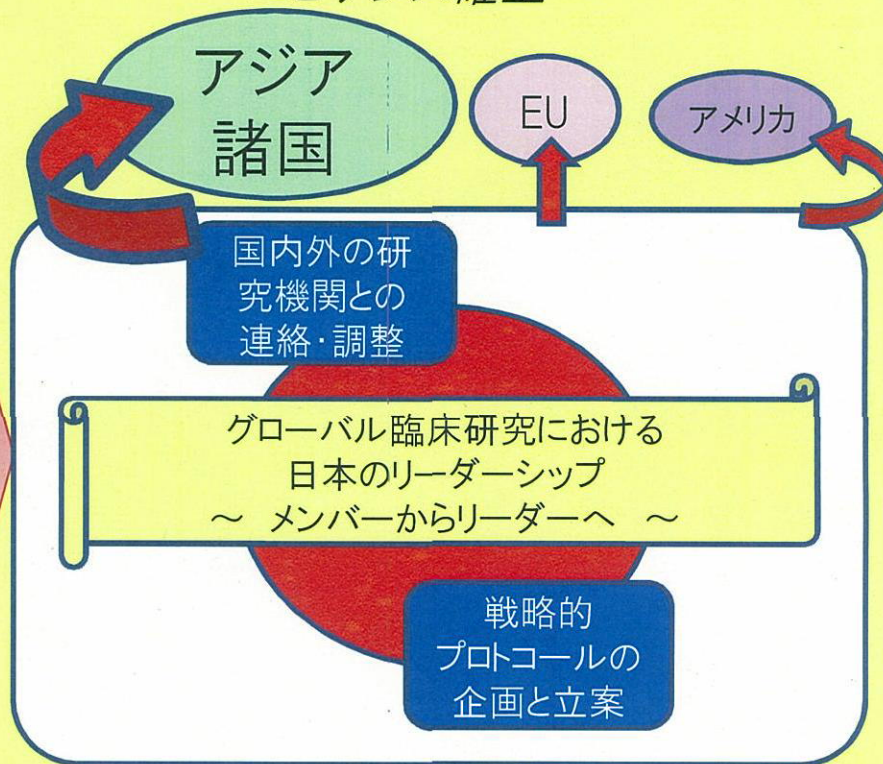 アジア
諸国
EU
アメリカ
国内外の研
究機関との
連絡・調整
グローバル臨床研究における
日本のリーダーシップ
～ メンバーからリーダーへ ～
戦略的
プロトコールの
企画と立案